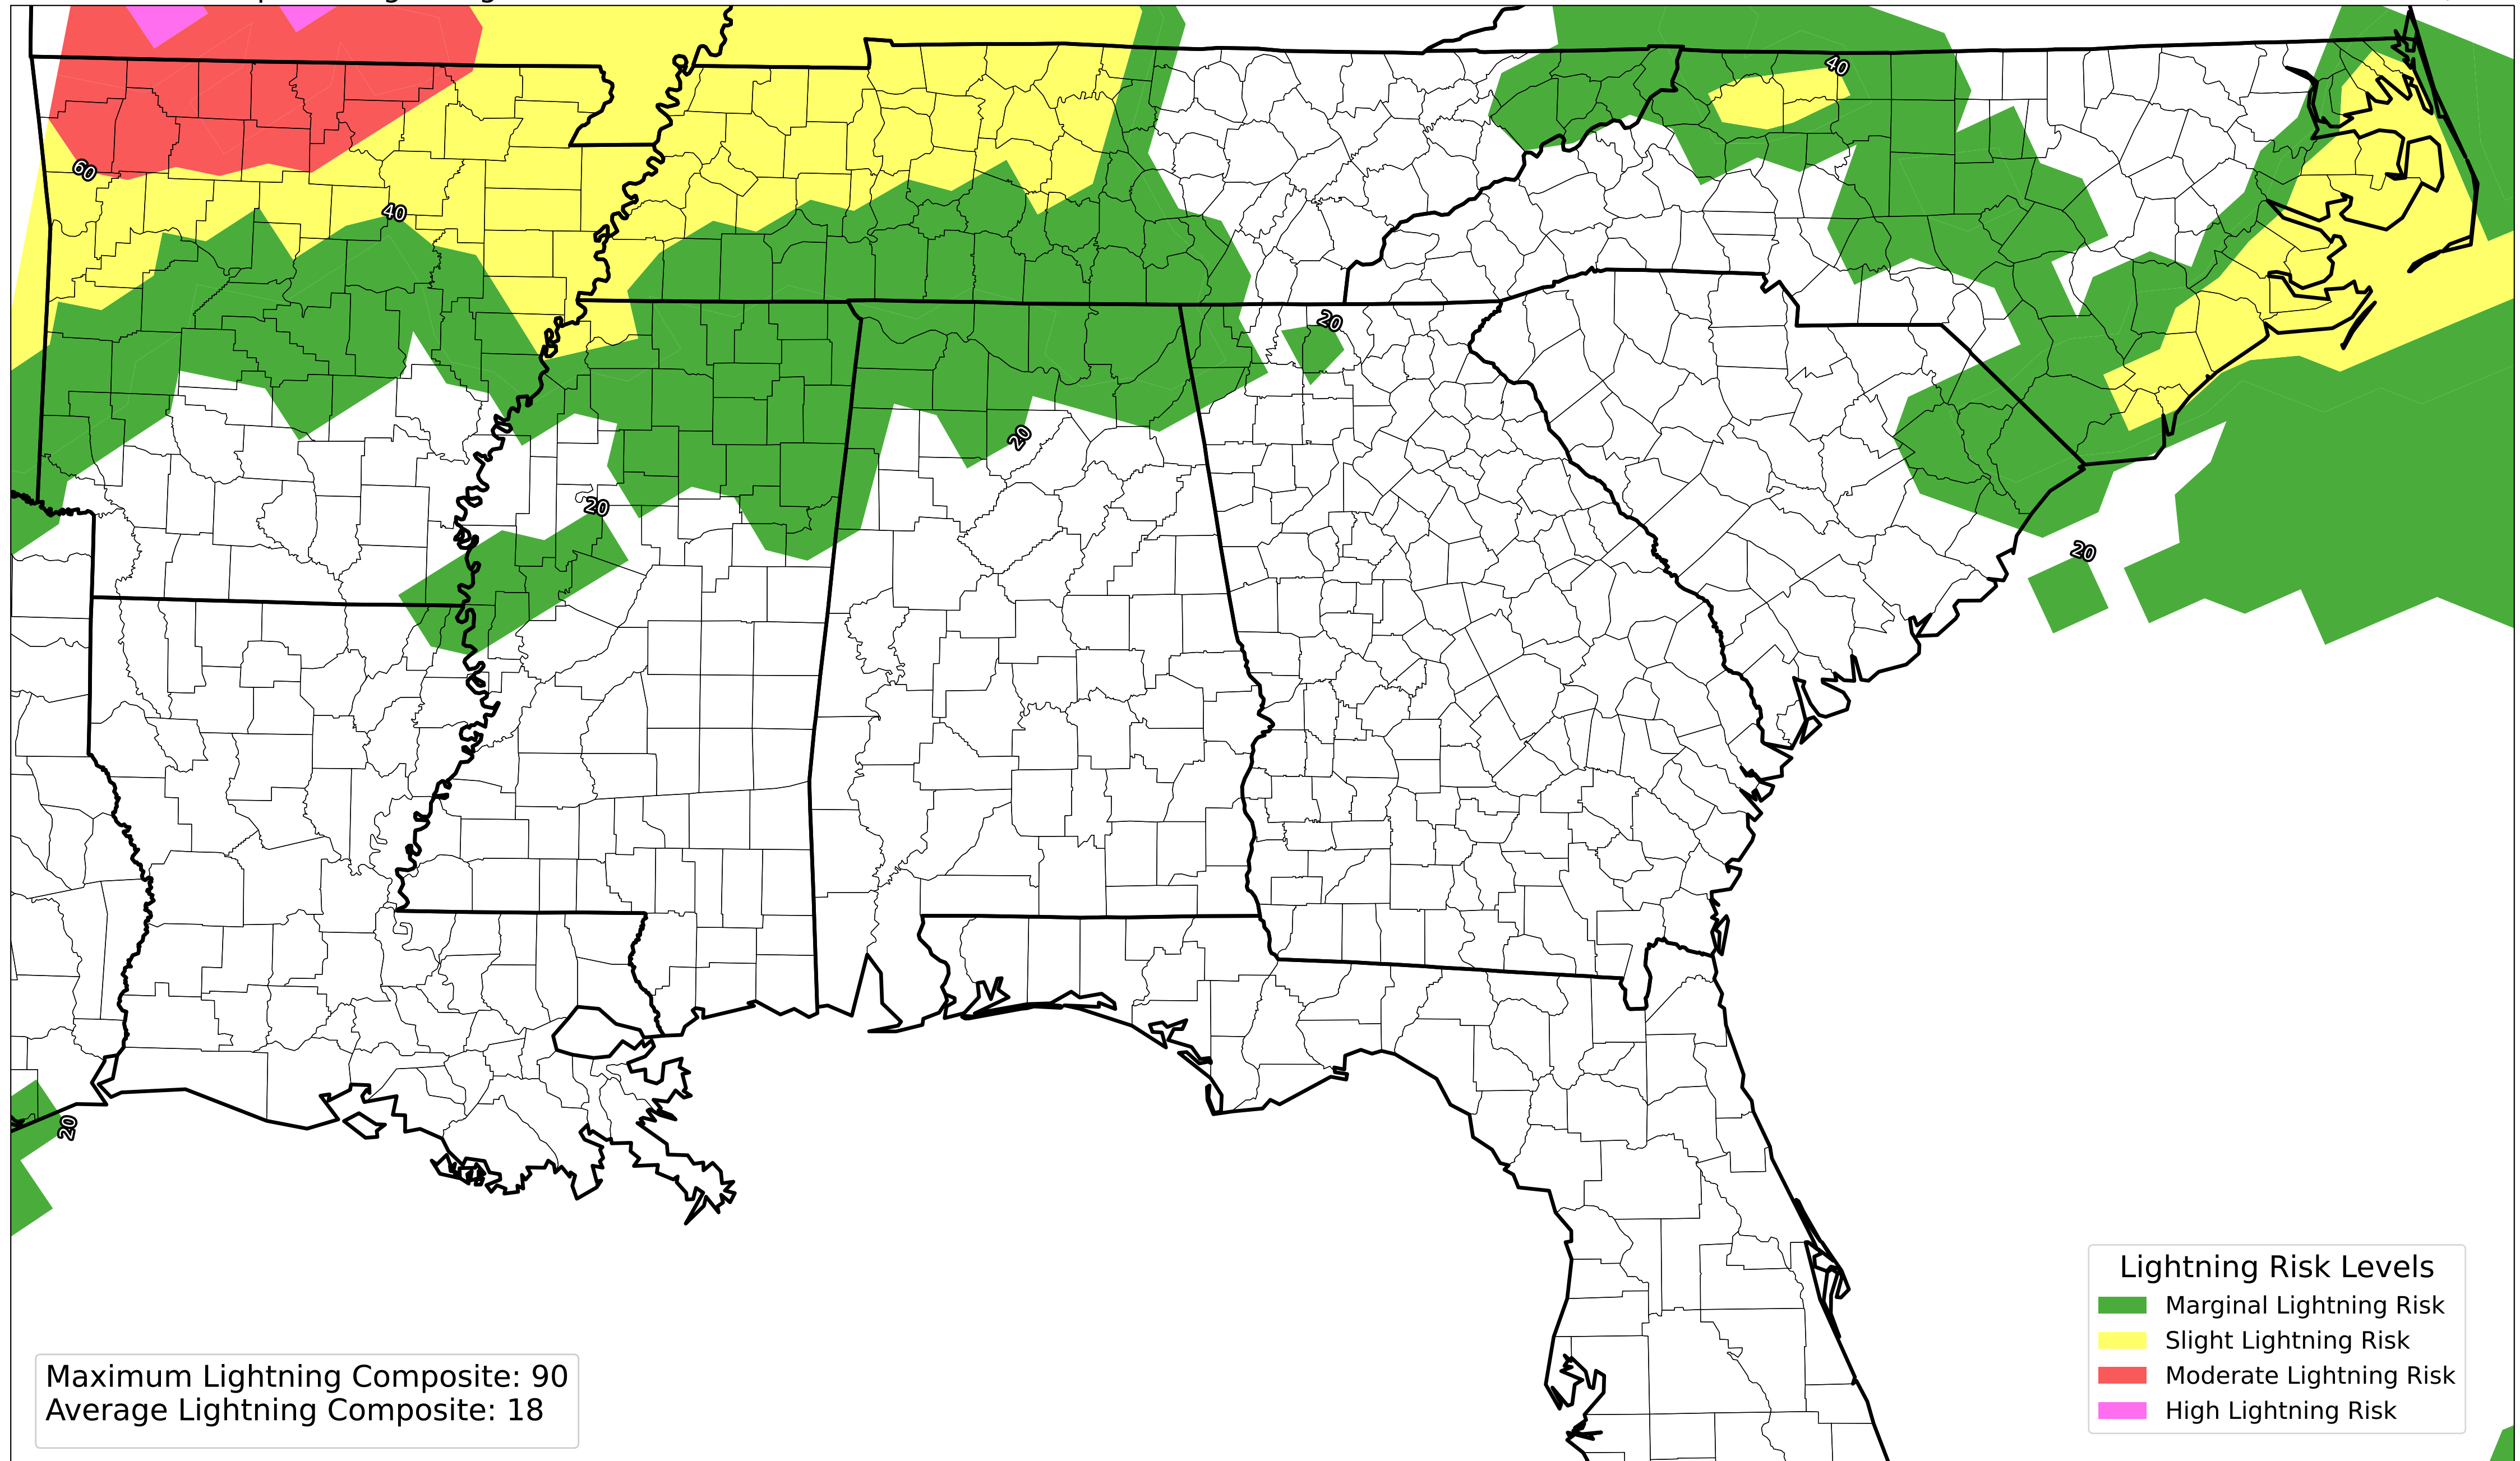 40
60
40
20
20
20
20
20
Lightning Risk Levels
Marginal Lightning Risk
Slight Lightning Risk
Moderate Lightning Risk
High Lightning Risk
Maximum Lightning Composite: 90
Average Lightning Composite: 18